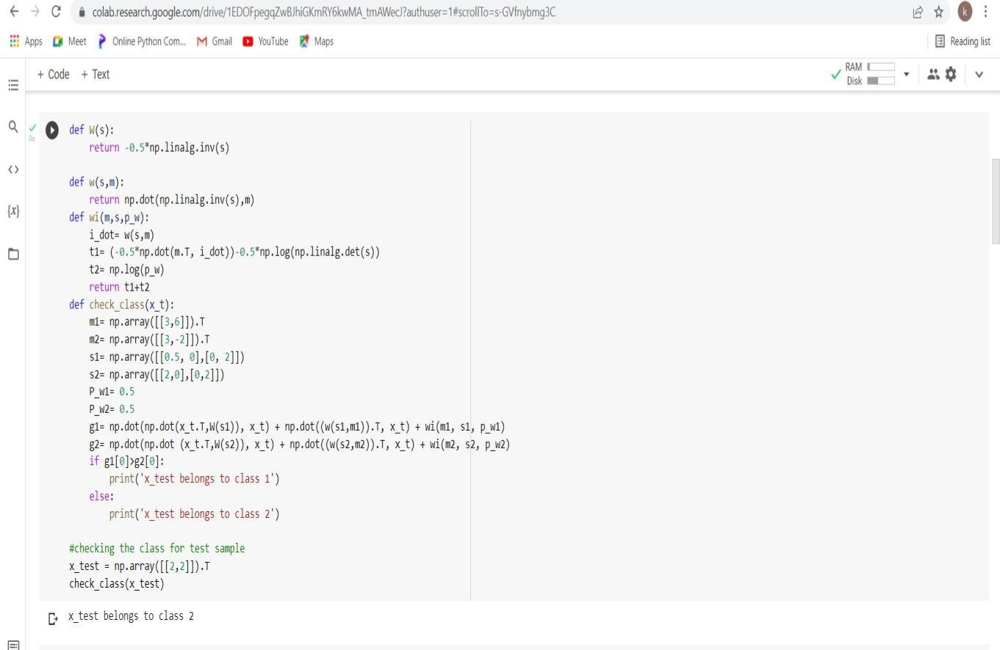 colab.research.google.com/drive/1EDOFpegqZwBJhiGKmRY6kwMA_tmAWecJ?authuser=1#scrollTo=s-GVfnybmg3C
k
Apps Meet Online Python Com... Gmail YouTube Maps Reading list
+ Code + Text
RAM
Disk
{x}
0s
def W(s):
    return -0.5*np.linalg.inv(s)
def w(s,m):
    return np.dot(np.linalg.inv(s),m)
def wi(m,s,p_w):
    i_dot= w(s,m)
    t1= (-0.5*np.dot(m.T, i_dot))-0.5*np.log(np.linalg.det(s))
    t2= np.log(p_w)
    return t1+t2
def check_class(x_t):
    m1= np.array([[3,6]]).T
    m2= np.array([[3,-2]]).T
    s1= np.array([[0.5, 0],[0, 2]])
    s2= np.array([[2,0],[0,2]])
    P_w1= 0.5
    P_w2= 0.5
    g1= np.dot(np.dot(x_t.T,W(s1)), x_t) + np.dot((w(s1,m1)).T, x_t) + wi(m1, s1, p_w1)
    g2= np.dot(np.dot (x_t.T,W(s2)), x_t) + np.dot((w(s2,m2)).T, x_t) + wi(m2, s2, p_w2)
    if g1[0]>g2[0]:
        print('x_test belongs to class 1')
    else:
        print('x_test belongs to class 2')
#checking the class for test sample
x_test = np.array([[2,2]]).T
check_class(x_test)
x_test belongs to class 2